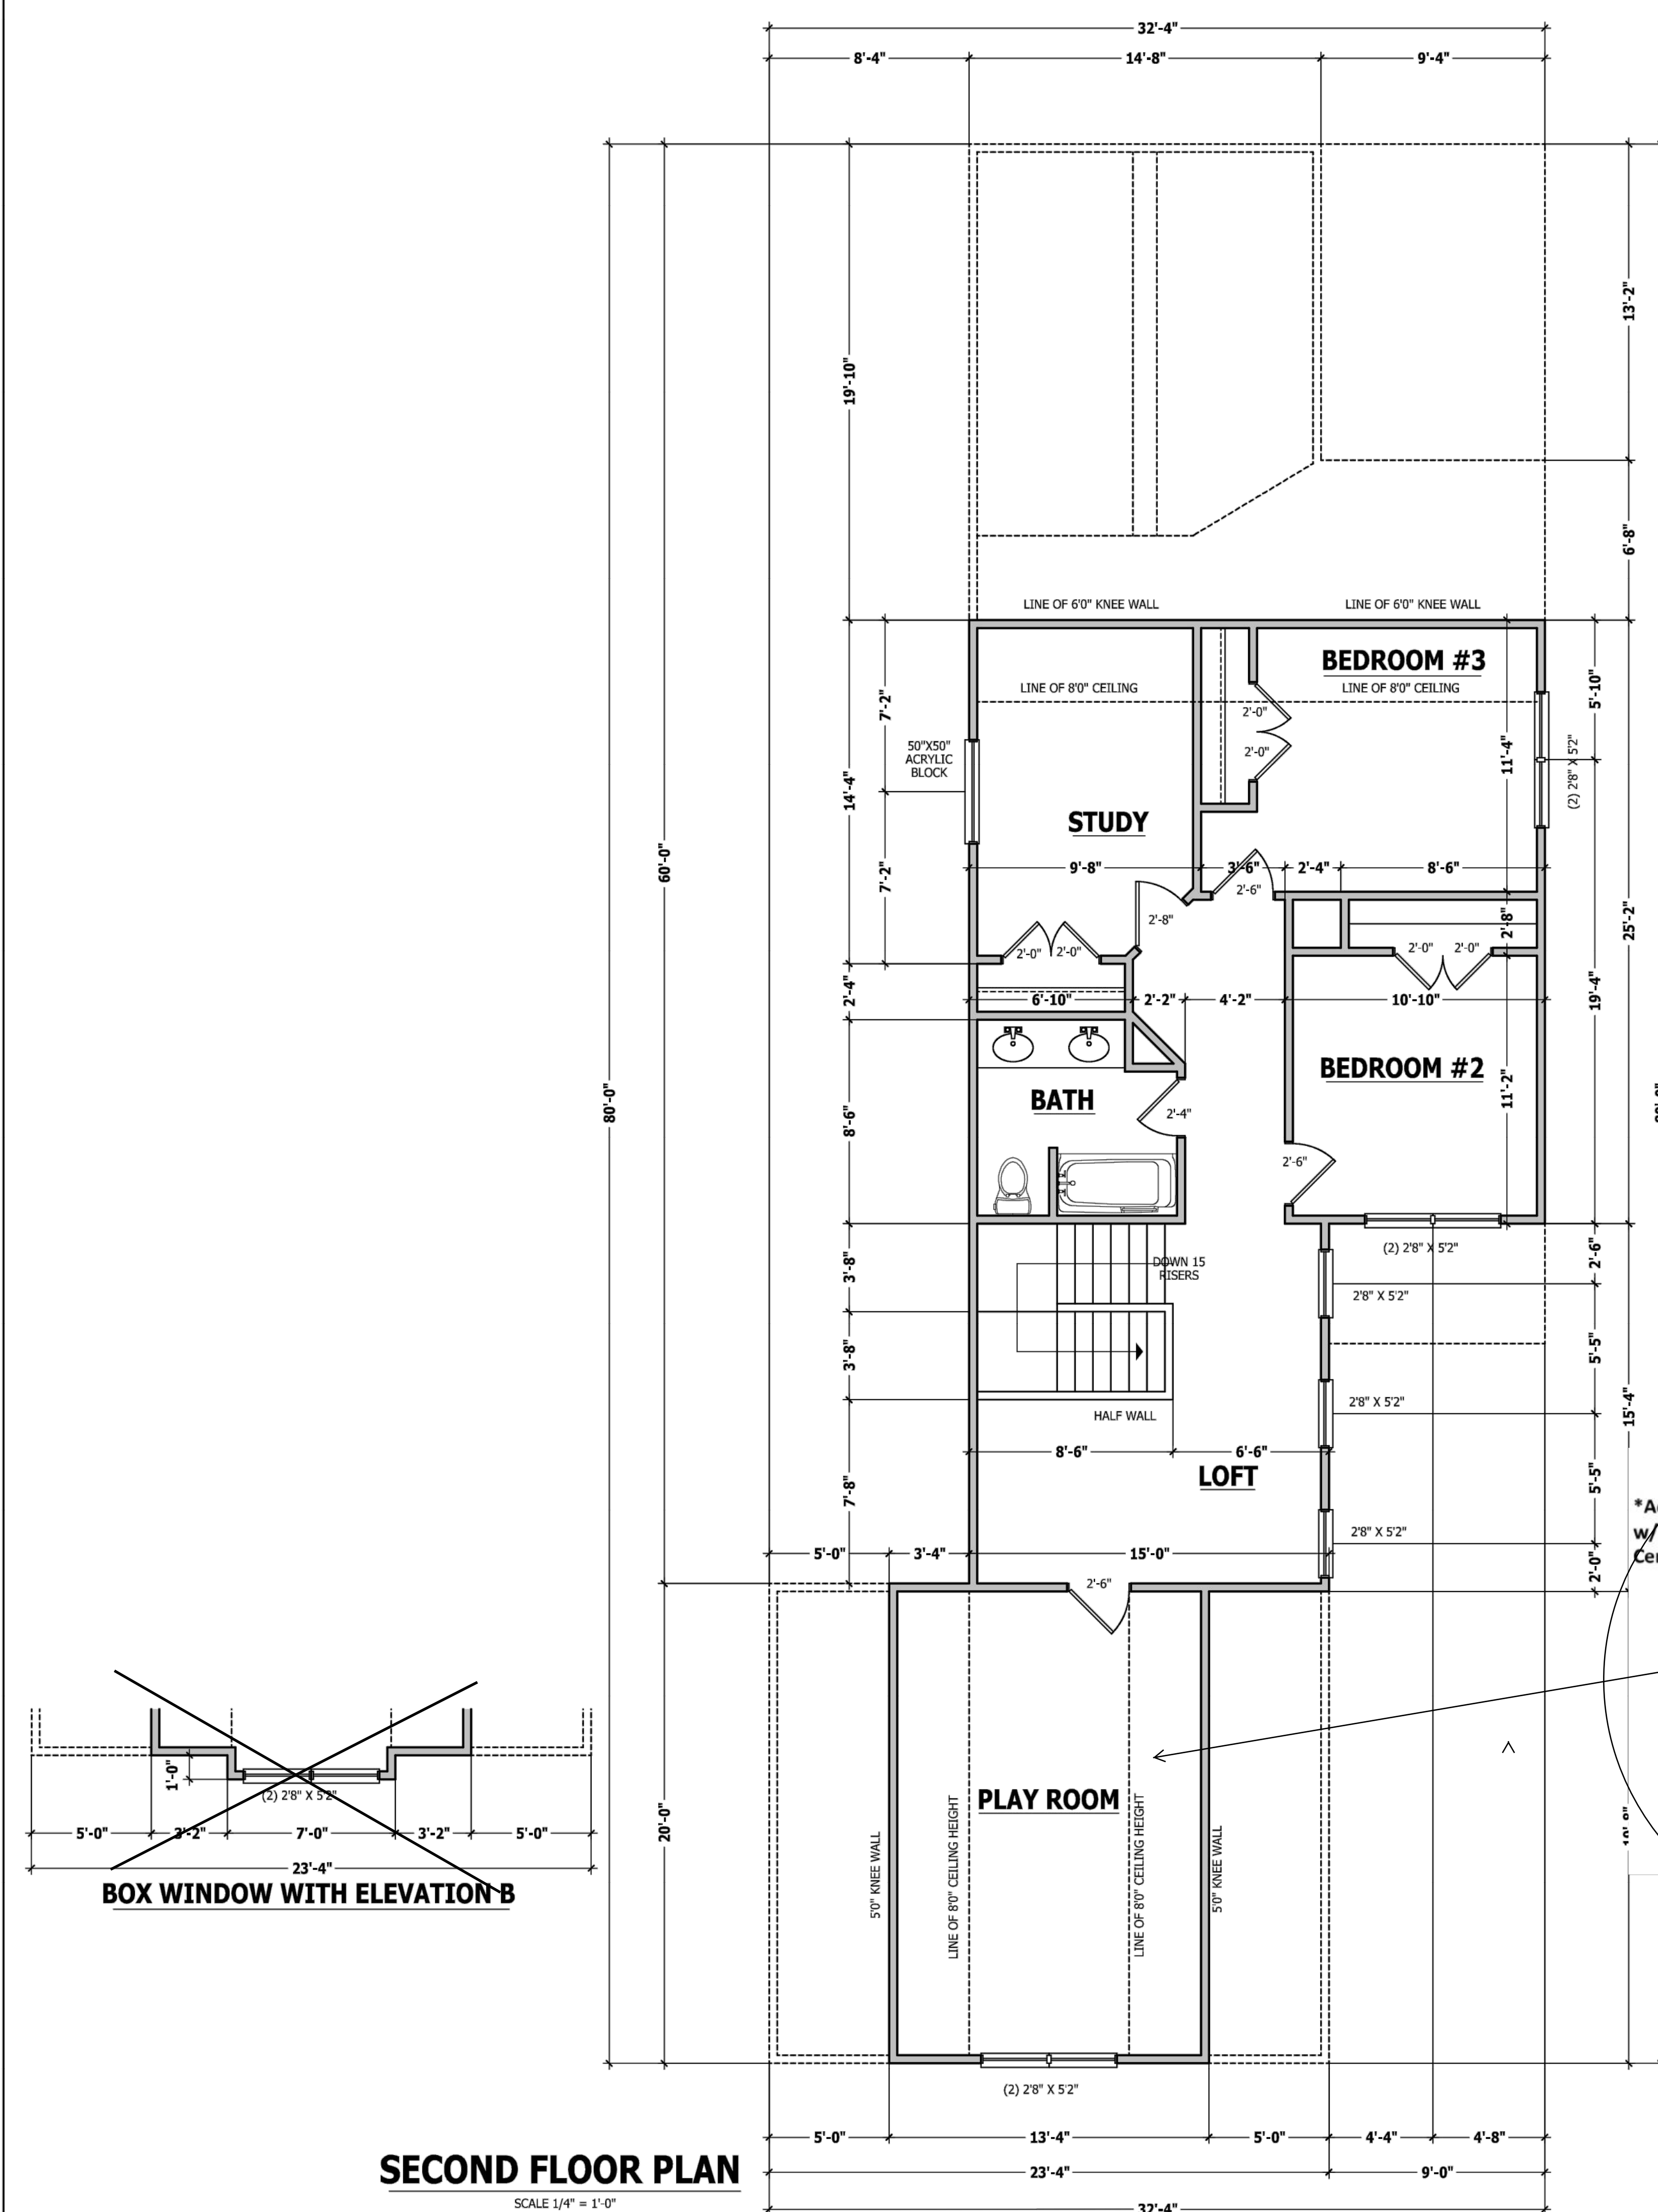 32'-4"
8'-4"
14'-8"
9'-4"
13'-2"
19'-10"
6'-8"
LINE OF 6'0" KNEE WALL
LINE OF 6'0" KNEE WALL
BEDROOM #3
LINE OF 8'0" CEILING
LINE OF 8'0" CEILING
7'-2"
5'-10"
2'-0"
2'-0"
50"X50"
ACRYLIC
BLOCK
11'-4"
(2) 2'8" X 5'2"
14'-4"
STUDY
60'-0"
7'-2"
9'-8"
3'-6"
2'-4"
8'-6"
2'-6"
2'-8"
2'-8"
25'-2"
2'-0"
2'-0"
2'-0"
2'-0"
2'-4"
6'-10"
2'-2"
4'-2"
10'-10"
19'-4"
BEDROOM #2
80'-0"
BATH
11'-2"
8'-6"
2'-4"
2'-6"
(2) 2'8" X 5'2"
2'-6"
3'-8"
DOWN 15
RISERS
2'8" X 5'2"
3'-8"
5'-5"
2'8" X 5'2"
15'-4"
HALF WALL
8'-6"
6'-6"
LOFT
7'-8"
5'-5"
2'8" X 5'2"
w/
5'-0"
3'-4"
15'-0"
2'-0"
2'-6"
1'-0"
(2) 2'8" X 5'2"
5'-0"
3'-2"
7'-0"
3'-2"
5'-0"
23'-4"
BOX WINDOW WITH ELEVATION B
PLAY ROOM
20'-0"
5'0" KNEE WALL
LINE OF 8'0" CEILING HEIGHT
LINE OF 8'0" CEILING HEIGHT
5'0" KNEE WALL
(2) 2'8" X 5'2"
5'-0"
13'-4"
5'-0"
4'-4"
4'-8"
23'-4"
9'-0"
32'-4"
SECOND FLOOR PLAN
SCALE 1/4" = 1'-0"